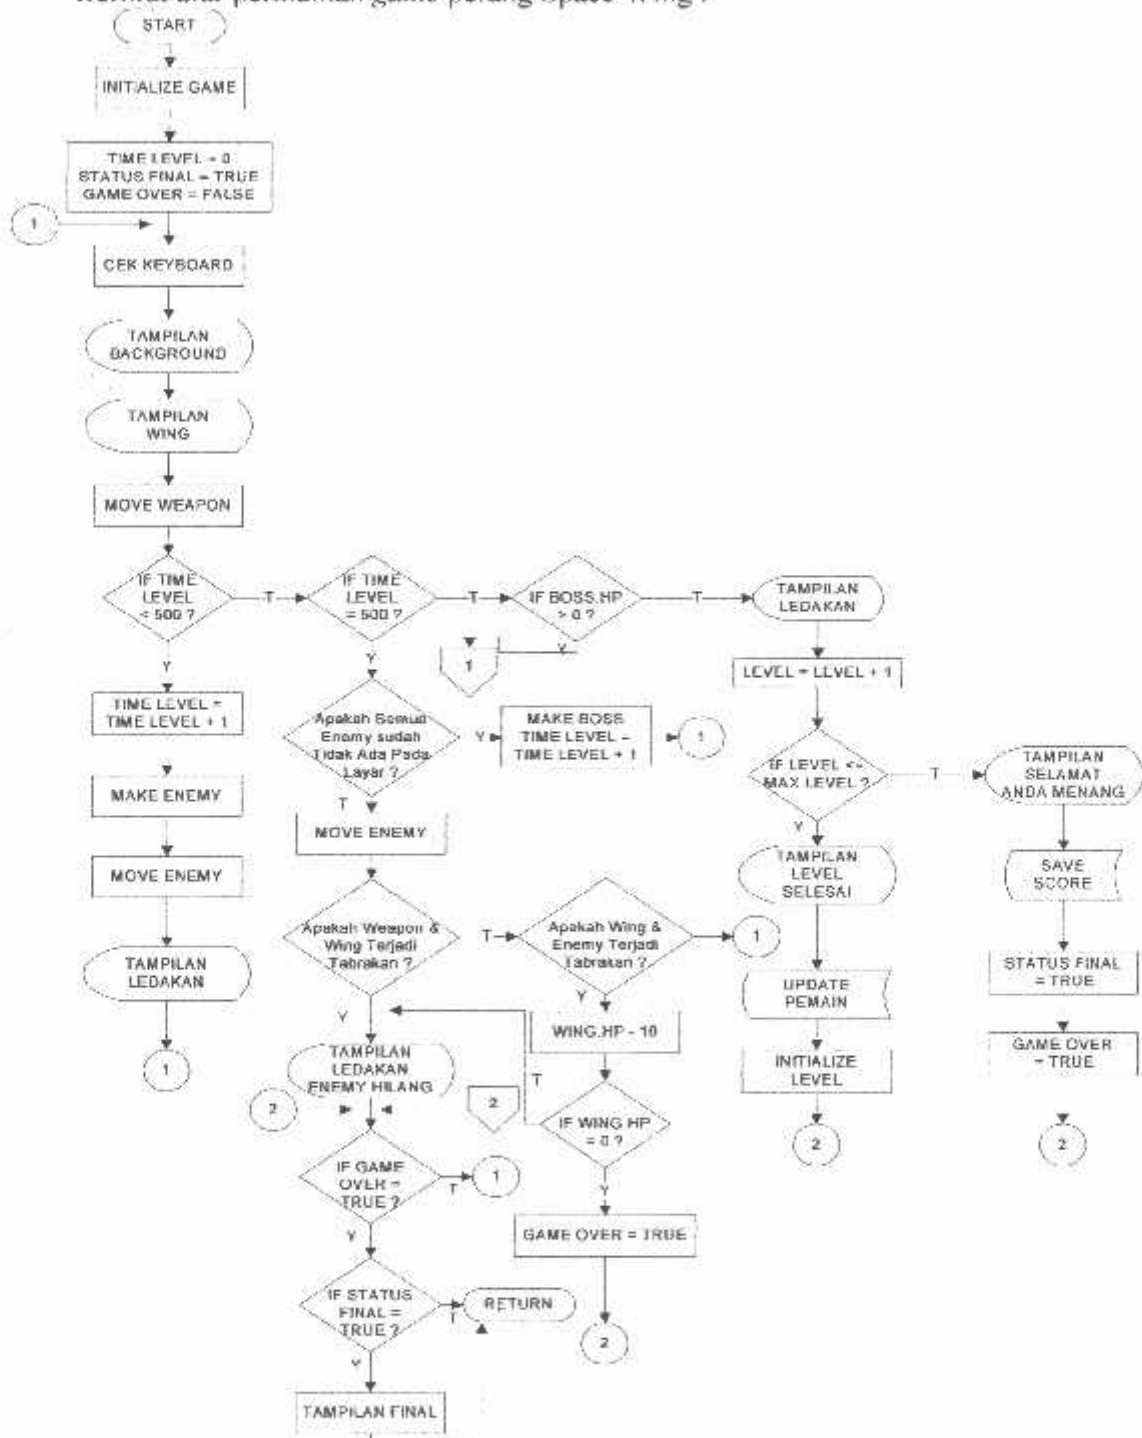 alur permainan game perang Space Wing :
START
INITIALIZE GAME
TIME LEVEL = 0
STATUS FINAL = TRUE
GAME OVER = FALSE
1
CEK KEYBOARD
TAMPILAN
BACKGROUND
TAMPILAN
WING
MOVE WEAPON
IF TIME
LEVEL
< 500 ?
T
IF TIME
LEVEL
= 500 ?
T
IF BOSS.HP
> 0 ?
T
TAMPILAN
LEDAKAN
Y
Y
Y
1
LEVEL = LEVEL + 1
TIME LEVEL =
TIME LEVEL + 1
Apakah Semua
Enemy sudah
Tidak Ada Pada
Layar ?
Y
MAKE BOSS
TIME LEVEL =
TIME LEVEL + 1
1
IF LEVEL <=
MAX LEVEL ?
T
TAMPILAN
SELAMAT
ANDA MENANG
MAKE ENEMY
T
MOVE ENEMY
Y
TAMPILAN
LEVEL
SELESAI
SAVE
SCORE
MOVE ENEMY
Apakah Weapon &
Wing Terjadi
Tabrakan ?
T
Apakah Wing &
Enemy Terjadi
Tabrakan ?
1
TAMPILAN
LEDAKAN
STATUS FINAL
= TRUE
UPDATE
PEMAIN
Y
Y
WING.HP - 10
1
TAMPILAN
LEDAKAN
ENEMY HILANG
T
INITIALIZE
LEVEL
GAME OVER
= TRUE
2
2
IF WING HP
= 0 ?
2
2
IF GAME
OVER =
TRUE ?
T
1
Y
Y
GAME OVER = TRUE
IF STATUS
FINAL =
TRUE ?
T
RETURN
2
Y
TAMPILAN FINAL